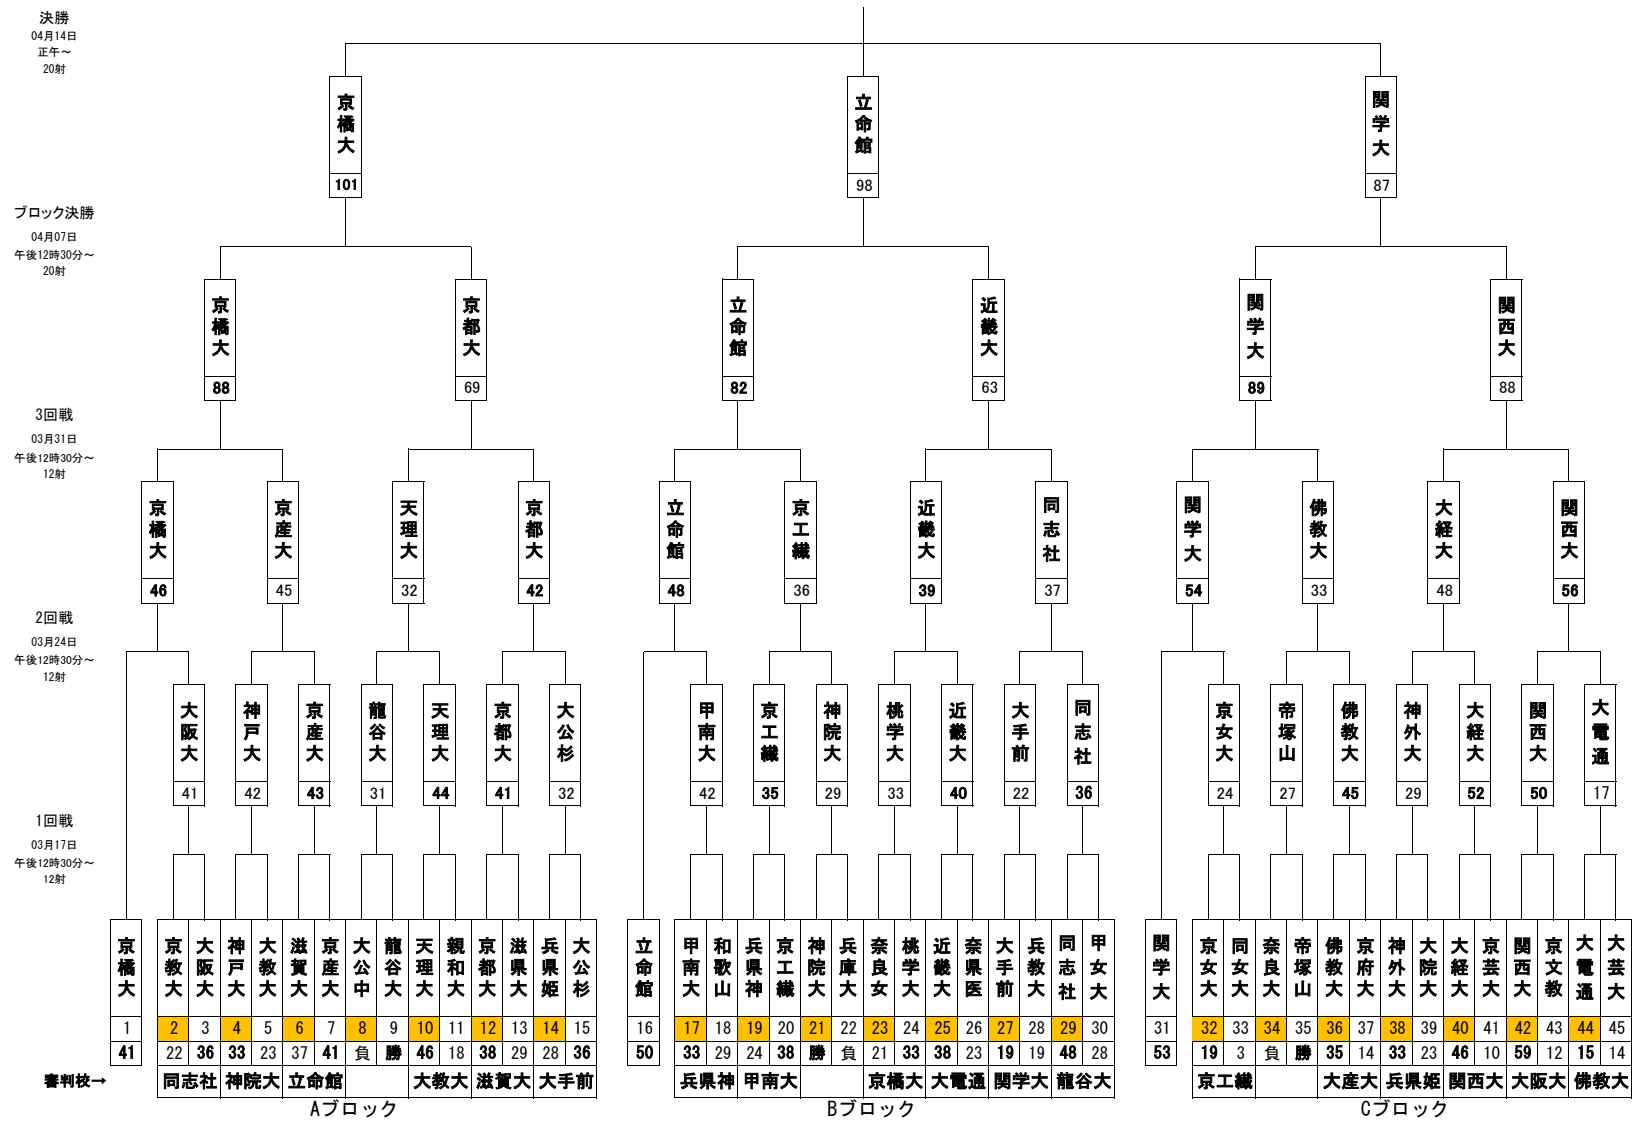 決勝
04月14日
正午～
20射
京橘大 立命館 関学大
101 98 87
ブロック決勝
04月07日
午後12時30分～
20射
京橘大 京都大 立命館 近畿大 関学大 関西大
88 69 82 63 89 88
3回戦
03月31日
午後12時30分～
12射
京橘大 京産大 天理大 京都大 立命館 京工繊 近畿大 同志社 関学大 佛教大 大経大 関西大
46 45 32 42 48 36 39 37 54 33 48 56
2回戦
03月24日
午後12時30分～
12射
大阪大 神戸大 京産大 龍谷大 天理大 京都大 大公杉 甲南大 京工繊 神院大 桃学大 近畿大 大手前 同志社 京女大 帝塚山 佛教大 神外大 大経大 関西大 大電通
41 42 43 31 44 41 32 42 35 29 33 40 22 36 24 27 45 29 52 50 17
1回戦
03月17日
午後12時30分～
12射
京橘大 京教大 大阪大 神戸大 大教大 滋賀大 京産大 大公中 龍谷大 天理大 親和大 京都大 滋県大 兵県姫 大公杉 立命館 甲南大 和歌山 兵県神 京工繊 神院大 兵庫大 奈良女 桃学大 近畿大 奈県医 大手前 兵教大 同志社 甲女大 関学大 京女大 同女大 奈良大 帝塚山 佛教大 京府大 神外大 大院大 大経大 京芸大 関西大 京文教 大電通 大芸大
1 2 3 4 5 6 7 8 9 10 11 12 13 14 15 16 17 18 19 20 21 22 23 24 25 26 27 28 29 30 31 32 33 34 35 36 37 38 39 40 41 42 43 44 45
41 22 36 33 23 37 41 負 勝 46 18 38 29 28 36 50 33 29 24 38 勝 負 21 33 38 23 19 19 48 28 53 19 3 負 勝 35 14 33 23 46 10 59 12 15 14
審判校→ 同志社 神院大 立命館 大教大 滋賀大 大手前 兵県神 甲南大 京橘大 大電通 関学大 龍谷大 京工繊 大産大 兵県姫 関西大 大阪大 佛教大
Aブロック Bブロック Cブロック